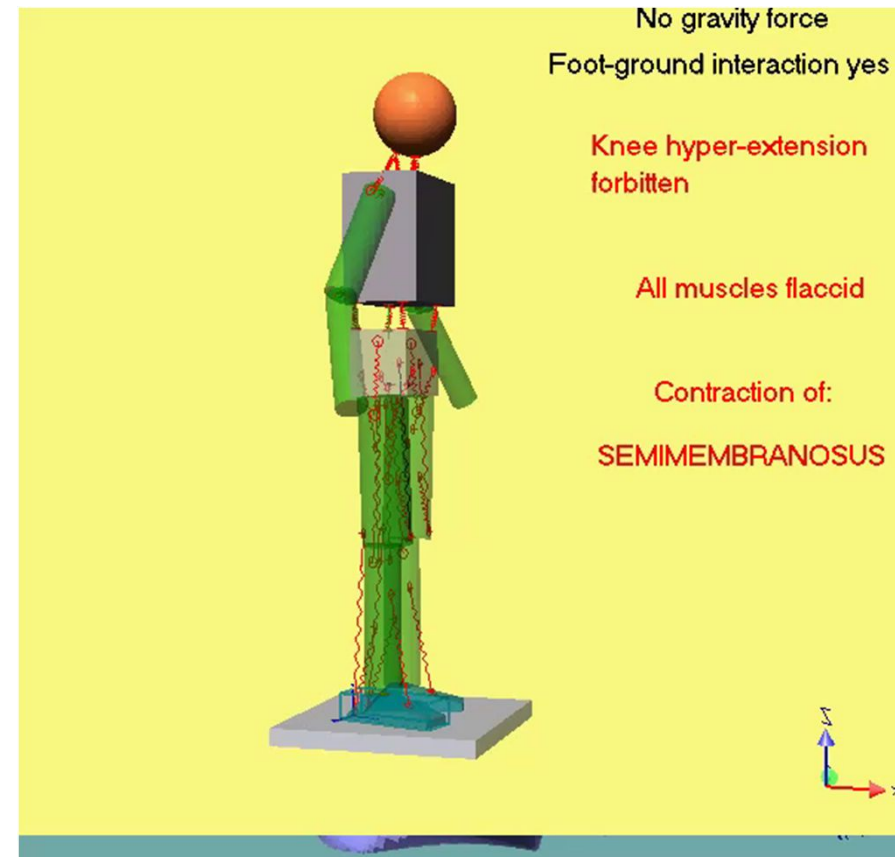 No gravity force
Foot-ground interaction yes
Knee hyper-extension
forbitten
All muscles flaccid
Contraction of:
SEMIMEMBRANOSUS
Z